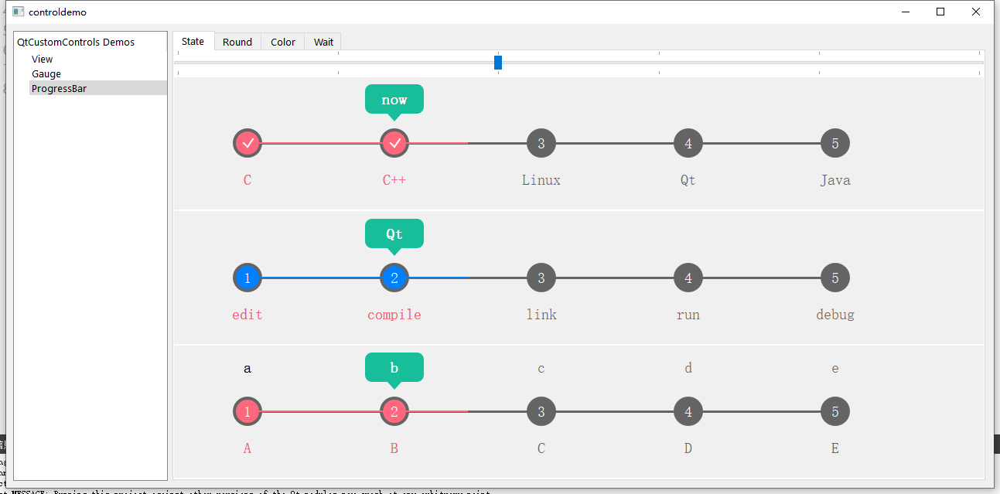 controldemo
QtCustomControls Demos
View
Gauge
ProgressBar
State Round Color Wait
now
3 4 5
C C++ Linux Qt Java
Qt
1 2 3 4 5
edit compile link run debug
a b c d e
1 2 3 4 5
A B C D E